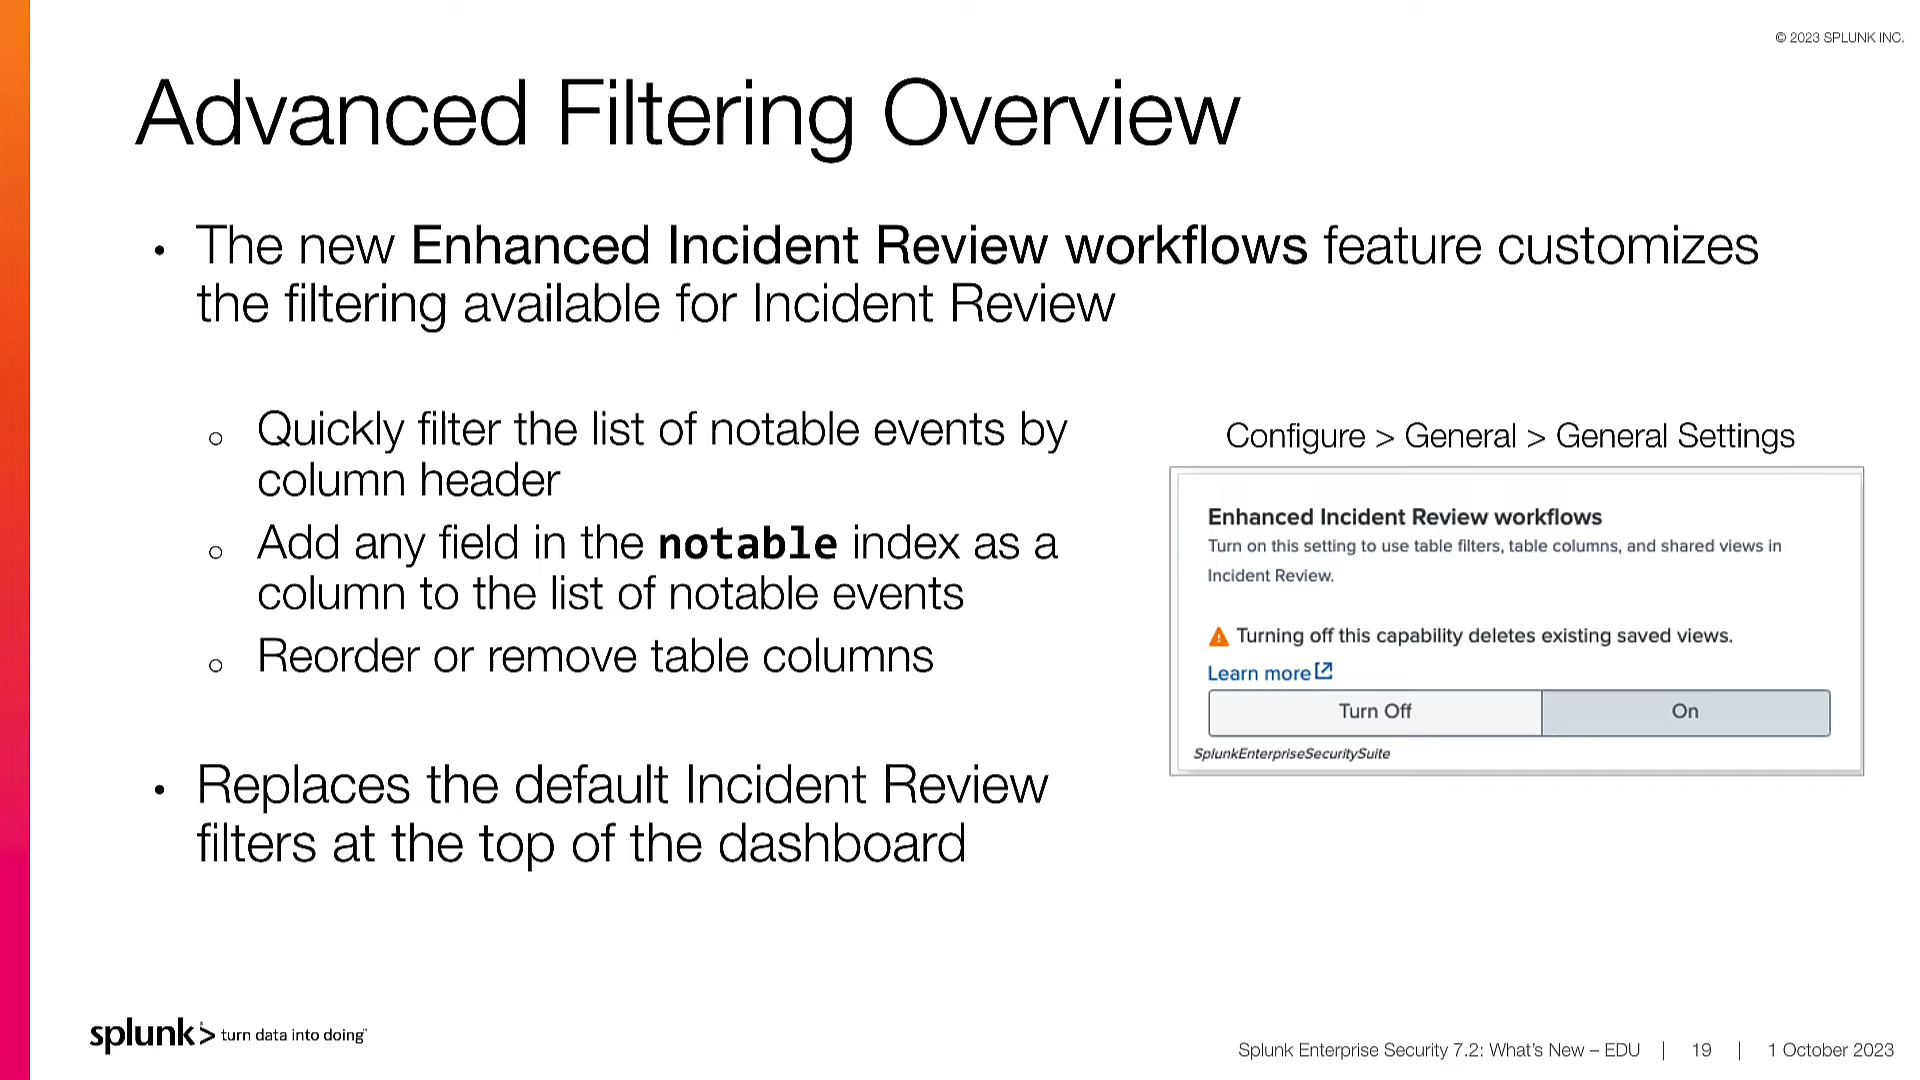 © 2023 SPLUNK INC.
Advanced Filtering Overview
• The new Enhanced Incident Review workflows feature customizes
the filtering available for Incident Review
○ Quickly filter the list of notable events by
column header
○ Add any field in the notable index as a
column to the list of notable events
○ Reorder or remove table columns
• Replaces the default Incident Review
filters at the top of the dashboard
Configure > General > General Settings
Enhanced Incident Review workflows
Turn on this setting to use table filters, table columns, and shared views in
Incident Review.
Turning off this capability deletes existing saved views.
Learn more
Turn Off On
SplunkEnterpriseSecuritySuite
splunk> turn data into doing™
Splunk Enterprise Security 7.2: What's New – EDU | 19 | 1 October 2023